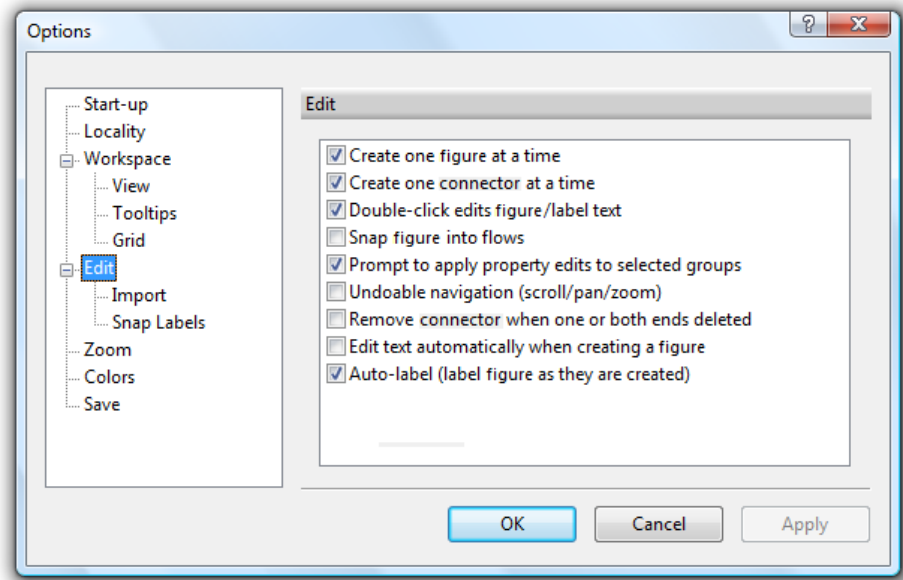 Options
Start-up
Locality
Workspace
View
Tooltips
Grid
Edit
Import
Snap Labels
Zoom
Colors
Save
Edit
Create one figure at a time
Create one connector at a time
Double-click edits figure/label text
Snap figure into flows
Prompt to apply property edits to selected groups
Undoable navigation (scroll/pan/zoom)
Remove connector when one or both ends deleted
Edit text automatically when creating a figure
Auto-label (label figure as they are created)
OK Cancel Apply